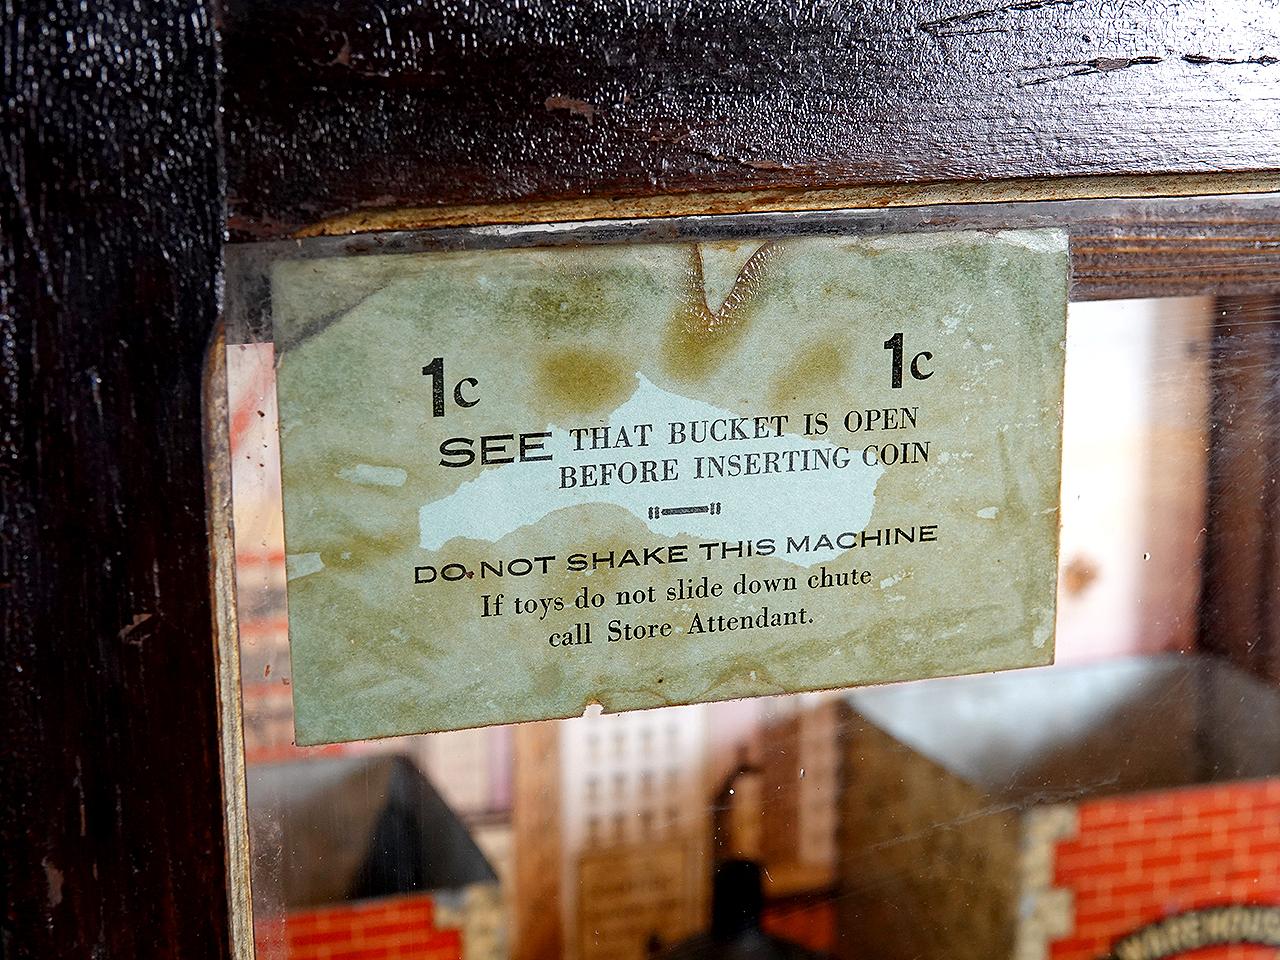 1c 1c
SEE THAT BUCKET IS OPEN
BEFORE INSERTING COIN
DO NOT SHAKE THIS MACHINE
If toys do not slide down chute
call Store Attendant.
WAREHOUS